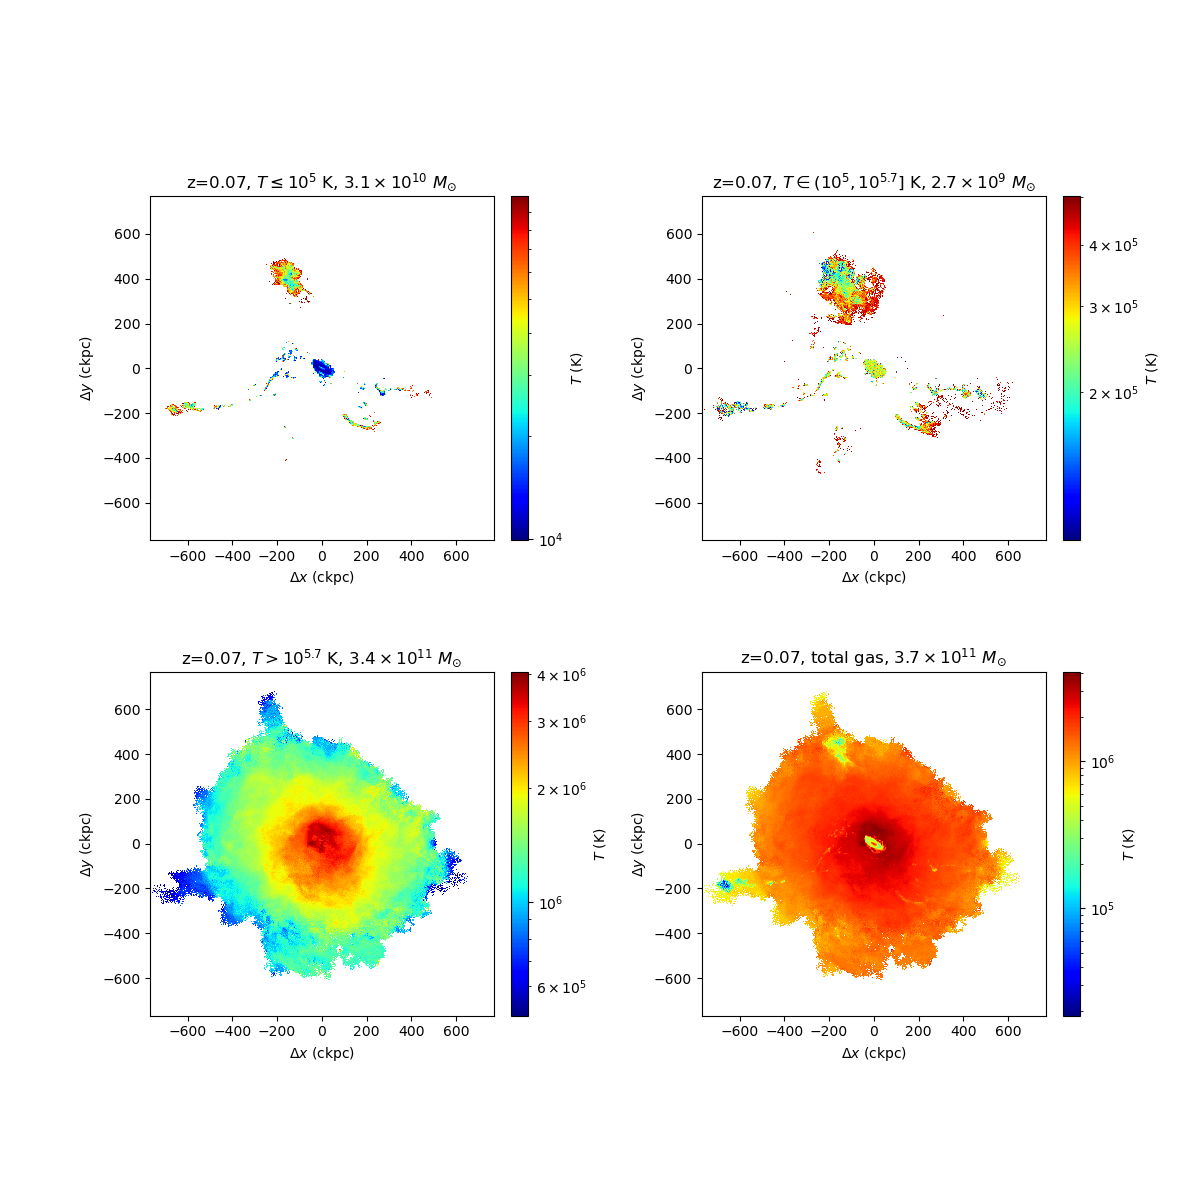 z=0.07, T ≤ 10^5 K, 3.1 × 10^10 M_⊙
600
400
200
0
−200
−400
−600
Δy (ckpc)
−600 −400 −200 0 200 400 600
Δx (ckpc)
10^4
T (K)
z=0.07, T ∈ (10^5, 10^5.7] K, 2.7 × 10^9 M_⊙
600
400
200
0
−200
−400
−600
Δy (ckpc)
−600 −400 −200 0 200 400 600
Δx (ckpc)
4 × 10^5
3 × 10^5
2 × 10^5
T (K)
z=0.07, T > 10^5.7 K, 3.4 × 10^11 M_⊙
600
400
200
0
−200
−400
−600
Δy (ckpc)
−600 −400 −200 0 200 400 600
Δx (ckpc)
4 × 10^6
3 × 10^6
2 × 10^6
10^6
6 × 10^5
T (K)
z=0.07, total gas, 3.7 × 10^11 M_⊙
600
400
200
0
−200
−400
−600
Δy (ckpc)
−600 −400 −200 0 200 400 600
Δx (ckpc)
10^6
10^5
T (K)